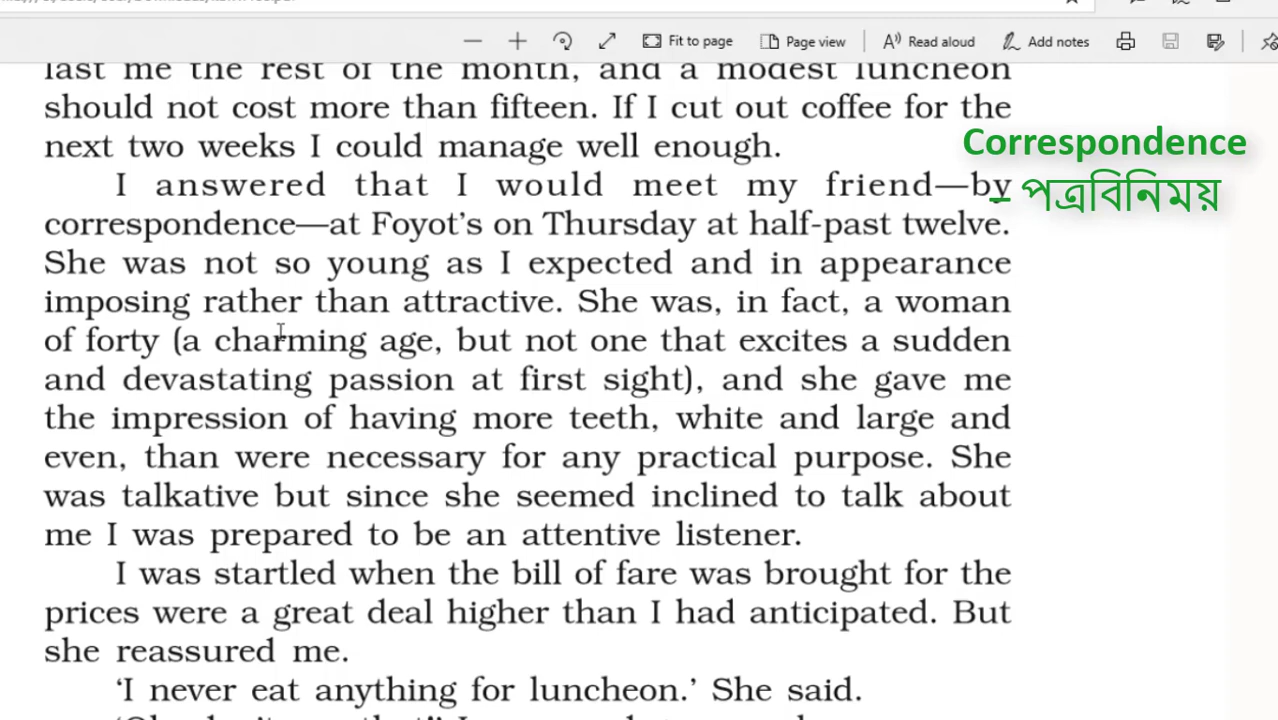 Fit to page
Page view
Read aloud
Add notes
last me the rest of the month, and a modest luncheon
should not cost more than fifteen. If I cut out coffee for the
next two weeks I could manage well enough.
I answered that I would meet my friend—by
correspondence—at Foyot's on Thursday at half-past twelve.
She was not so young as I expected and in appearance
imposing rather than attractive. She was, in fact, a woman
of forty (a charming age, but not one that excites a sudden
and devastating passion at first sight), and she gave me
the impression of having more teeth, white and large and
even, than were necessary for any practical purpose. She
was talkative but since she seemed inclined to talk about
me I was prepared to be an attentive listener.
I was startled when the bill of fare was brought for the
prices were a great deal higher than I had anticipated. But
she reassured me.
'I never eat anything for luncheon.' She said.
Correspondence
– পত্রবিনিময়